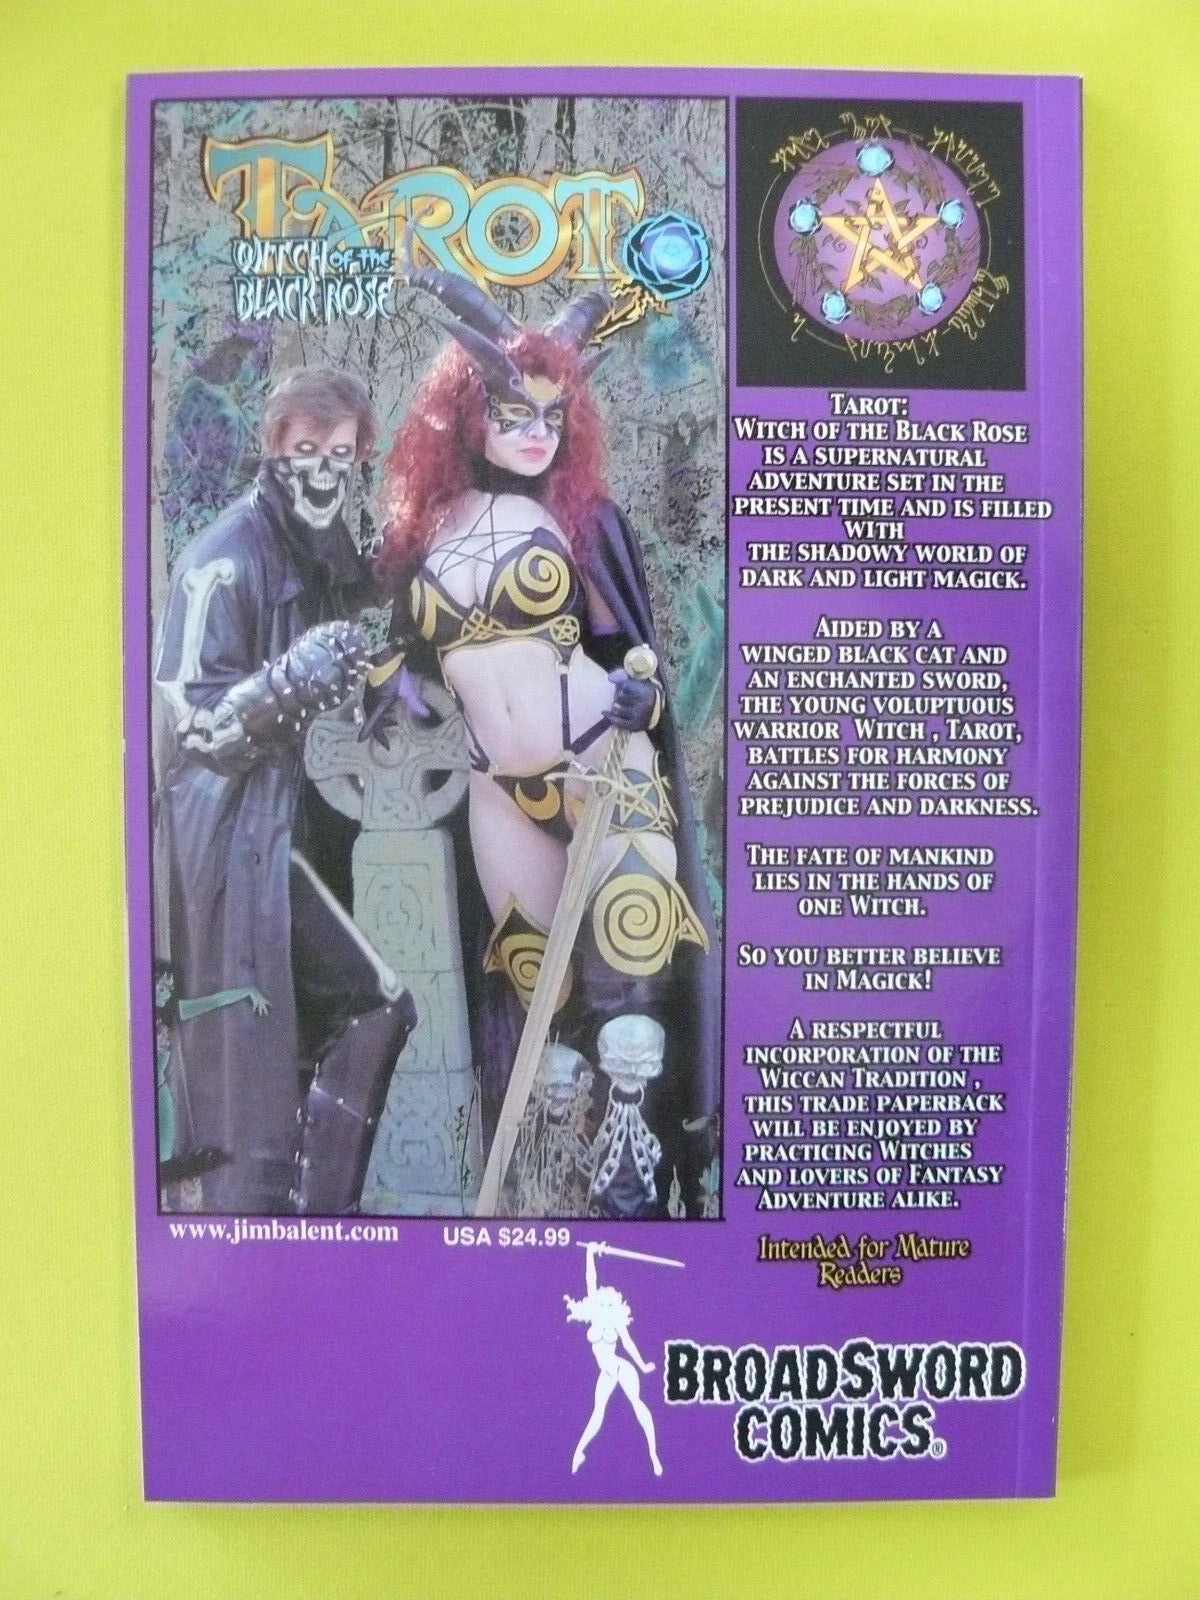 TAROT
WITCH OF THE
BLACK ROSE
TAROT:
WITCH OF THE BLACK ROSE
IS A SUPERNATURAL
ADVENTURE SET IN THE
PRESENT TIME AND IS FILLED
WITH
THE SHADOWY WORLD OF
DARK AND LIGHT MAGICK.
AIDED BY A
WINGED BLACK CAT AND
AN ENCHANTED SWORD,
THE YOUNG VOLUPTUOUS
WARRIOR WITCH , TAROT,
BATTLES FOR HARMONY
AGAINST THE FORCES OF
PREJUDICE AND DARKNESS.
THE FATE OF MANKIND
LIES IN THE HANDS OF
ONE WITCH.
SO YOU BETTER BELIEVE
IN MAGICK!
A RESPECTFUL
INCORPORATION OF THE
WICCAN TRADITION ,
THIS TRADE PAPERBACK
WILL BE ENJOYED BY
PRACTICING WITCHES
AND LOVERS OF FANTASY
ADVENTURE ALIKE.
www.jimbalent.com
USA $24.99
Intended for Mature
Readers
BROADSWORD
COMICS®